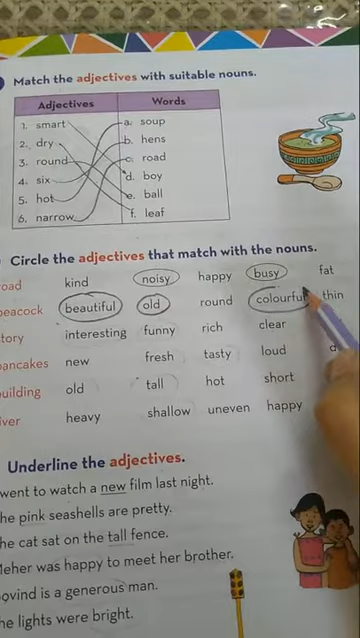 Match the adjectives with suitable nouns.
Adjectives Words
1. smart a. soup
2. dry b. hens
3. round c. road
4. six d. boy
5. hot e. ball
6. narrow f. leaf
Circle the adjectives that match with the nouns.
oad kind noisy happy busy fat
eacock beautiful old round colourful thin
tory interesting funny rich clear
ancakes new fresh tasty loud
uilding old tall hot short
iver heavy shallow uneven happy
Underline the adjectives.
went to watch a new film last night.
he pink seashells are pretty.
he cat sat on the tall fence.
eher was happy to meet her brother.
ovind is a generous man.
he lights were bright.